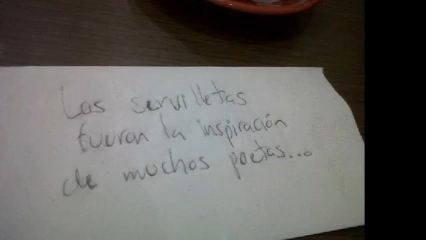 Las servilletas
fueron la inspiración
de muchos poetas...